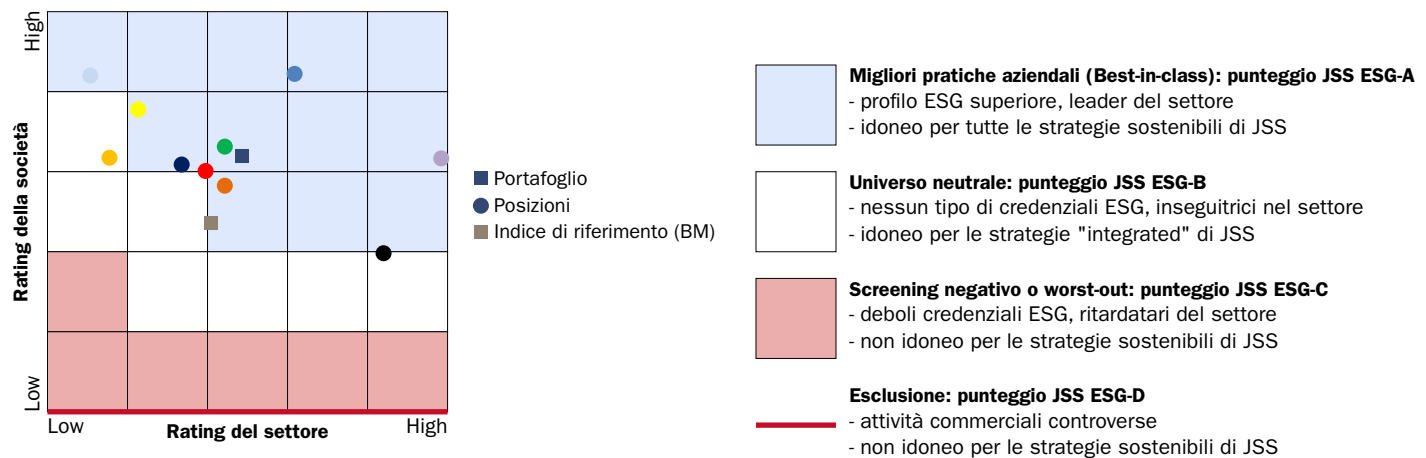 High
Rating della società
Low
Low
Rating del settore
High
Portafoglio
Posizioni
Indice di riferimento (BM)
Migliori pratiche aziendali (Best-in-class): punteggio JSS ESG-A
- profilo ESG superiore, leader del settore
- idoneo per tutte le strategie sostenibili di JSS
Universo neutrale: punteggio JSS ESG-B
- nessun tipo di credenziali ESG, inseguitrici nel settore
- idoneo per le strategie "integrated" di JSS
Screening negativo o worst-out: punteggio JSS ESG-C
- deboli credenziali ESG, ritardatari del settore
- non idoneo per le strategie sostenibili di JSS
Esclusione: punteggio JSS ESG-D
- attività commerciali controverse
- non idoneo per le strategie sostenibili di JSS